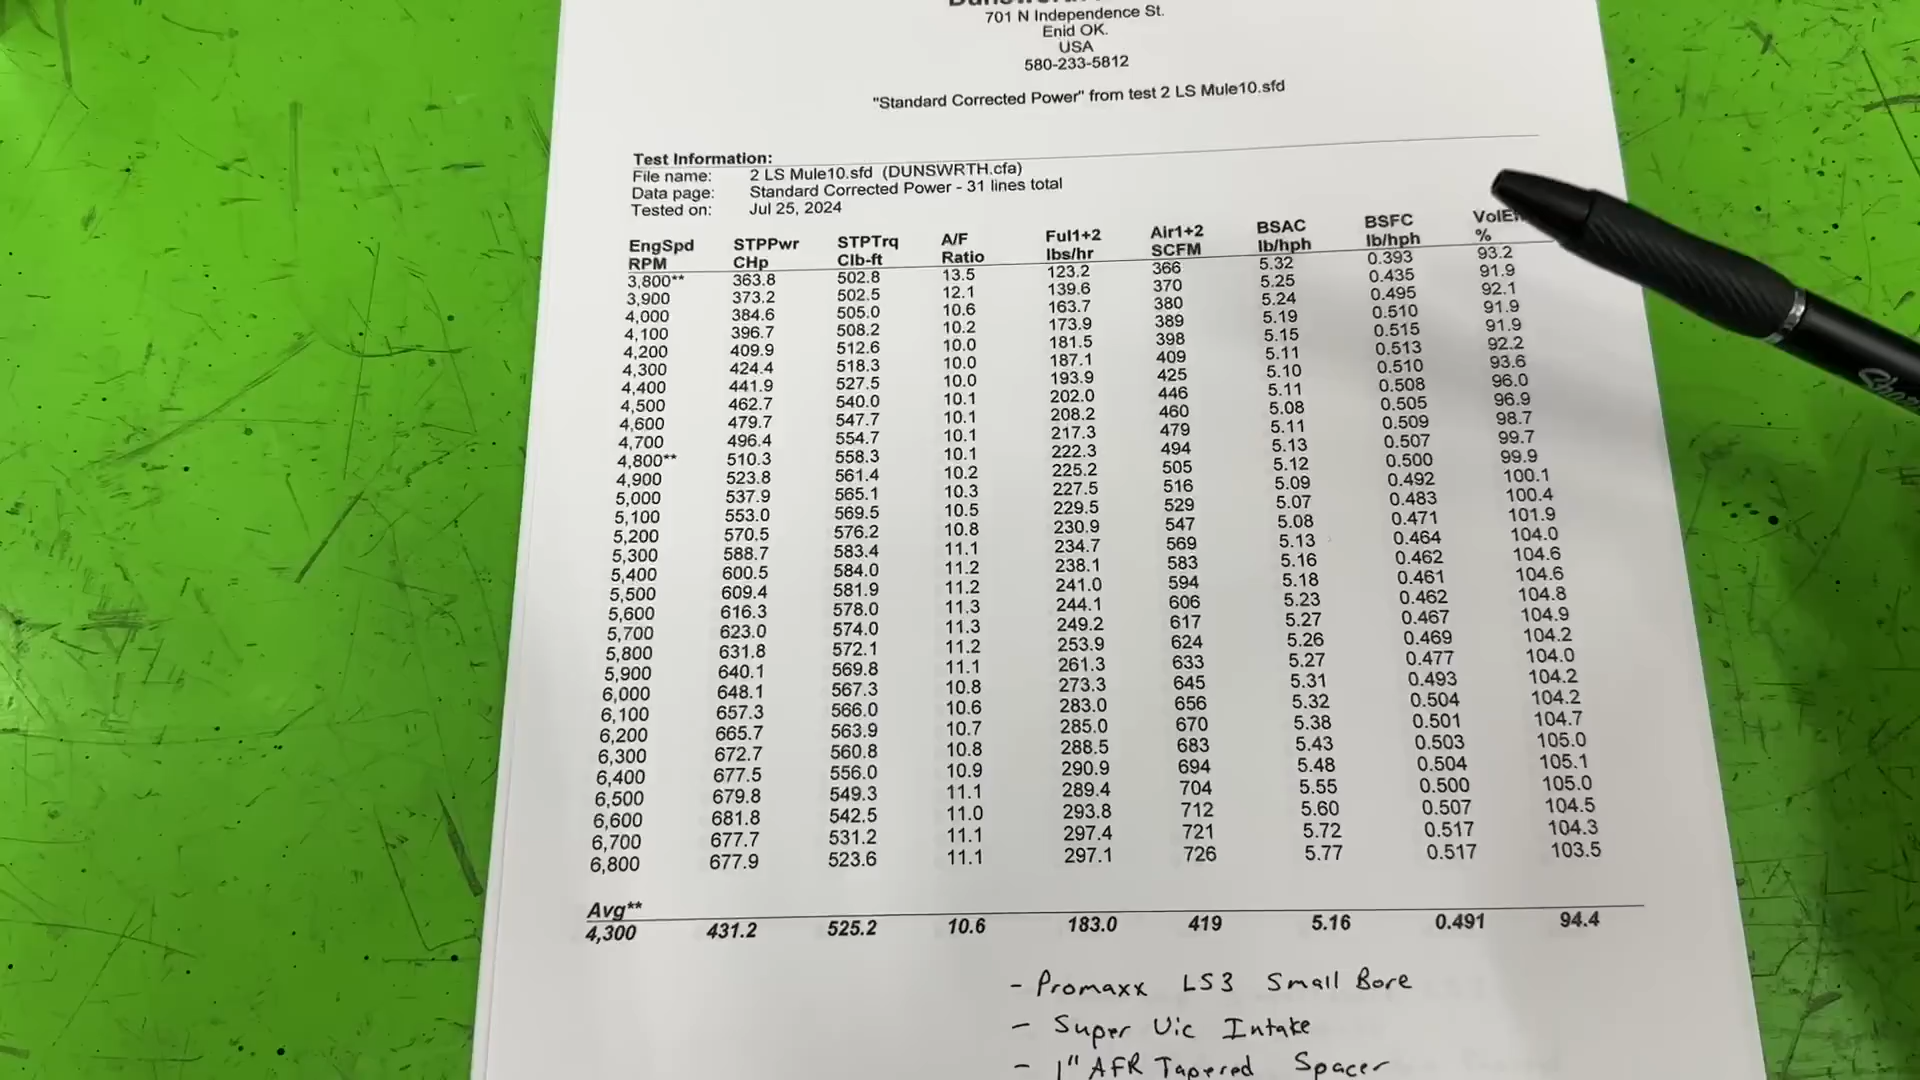 701 N Independence St.
Enid OK.
USA
580-233-5812
"Standard Corrected Power" from test 2 LS Mule10.sfd
Test Information:
File name: 2 LS Mule10.sfd (DUNSWRTH.cfa)
Data page: Standard Corrected Power - 31 lines total
Tested on: Jul 25, 2024
EngSpd STPPwr STPTrq A/F Ful1+2 Air1+2 BSAC BSFC
RPM CHp Clb-ft Ratio lbs/hr SCFM lb/hph lb/hph %
3,800** 363.8 502.8 13.5 123.2 366 5.32 0.393 93.2
3,900 373.2 502.5 12.1 139.6 370 5.25 0.435 91.9
4,000 384.6 505.0 10.6 163.7 380 5.24 0.495 92.1
4,100 396.7 508.2 10.2 173.9 389 5.19 0.510 91.9
4,200 409.9 512.6 10.0 181.5 398 5.15 0.515 91.9
4,300 424.4 518.3 10.0 187.1 409 5.11 0.513 92.2
4,400 441.9 527.5 10.0 193.9 425 5.10 0.510 93.6
4,500 462.7 540.0 10.1 202.0 446 5.11 0.508 96.0
4,600 479.7 547.7 10.1 208.2 460 5.08 0.505 96.9
4,700 496.4 554.7 10.1 217.3 479 5.11 0.509 98.7
4,800** 510.3 558.3 10.1 222.3 494 5.13 0.507 99.7
4,900 523.8 561.4 10.2 225.2 505 5.12 0.500 99.9
5,000 537.9 565.1 10.3 227.5 516 5.09 0.492 100.1
5,100 553.0 569.5 10.5 229.5 529 5.07 0.483 100.4
5,200 570.5 576.2 10.8 230.9 547 5.08 0.471 101.9
5,300 588.7 583.4 11.1 234.7 569 5.13 0.464 104.0
5,400 600.5 584.0 11.2 238.1 583 5.16 0.462 104.6
5,500 609.4 581.9 11.2 241.0 594 5.18 0.461 104.6
5,600 616.3 578.0 11.3 244.1 606 5.23 0.462 104.8
5,700 623.0 574.0 11.3 249.2 617 5.27 0.467 104.9
5,800 631.8 572.1 11.2 253.9 624 5.26 0.469 104.2
5,900 640.1 569.8 11.1 261.3 633 5.27 0.477 104.0
6,000 648.1 567.3 10.8 273.3 645 5.31 0.493 104.2
6,100 657.3 566.0 10.6 283.0 656 5.32 0.504 104.2
6,200 665.7 563.9 10.7 285.0 670 5.38 0.501 104.7
6,300 672.7 560.8 10.8 288.5 683 5.43 0.503 105.0
6,400 677.5 556.0 10.9 290.9 694 5.48 0.504 105.1
6,500 679.8 549.3 11.1 289.4 704 5.55 0.500 105.0
6,600 681.8 542.5 11.0 293.8 712 5.60 0.507 104.5
6,700 677.7 531.2 11.1 297.4 721 5.72 0.517 104.3
6,800 677.9 523.6 11.1 297.1 726 5.77 0.517 103.5
Avg**
4,300 431.2 525.2 10.6 183.0 419 5.16 0.491 94.4
- Promaxx LS3 Small Bore
- Super Vic Intake
- 1" AFR Tapered Spacer